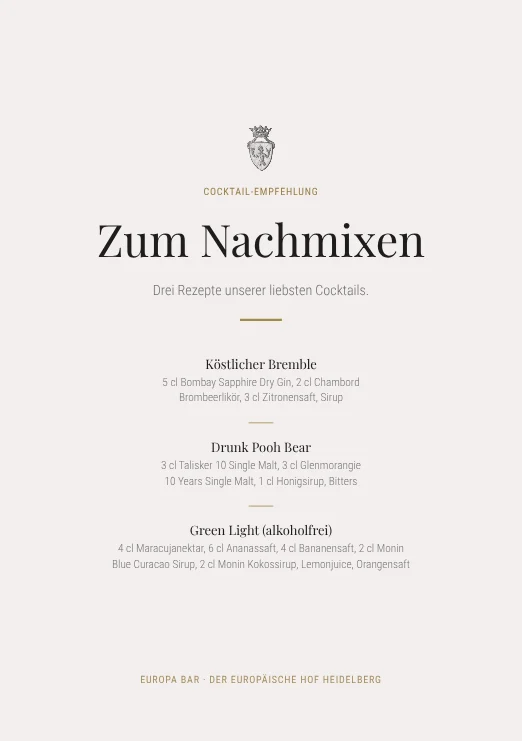 COCKTAIL-EMPFEHLUNG
Zum Nachmixen
Drei Rezepte unserer liebsten Cocktails.
Köstlicher Bremble
5 cl Bombay Sapphire Dry Gin, 2 cl Chambord
Brombeerlikör, 3 cl Zitronensaft, Sirup
Drunk Pooh Bear
3 cl Talisker 10 Single Malt, 3 cl Glenmorangie
10 Years Single Malt, 1 cl Honigsirup, Bitters
Green Light (alkoholfrei)
4 cl Maracujanektar, 6 cl Ananassaft, 4 cl Bananensaft, 2 cl Monin
Blue Curacao Sirup, 2 cl Monin Kokossirup, Lemonjuice, Orangensaft
EUROPA BAR · DER EUROPÄISCHE HOF HEIDELBERG